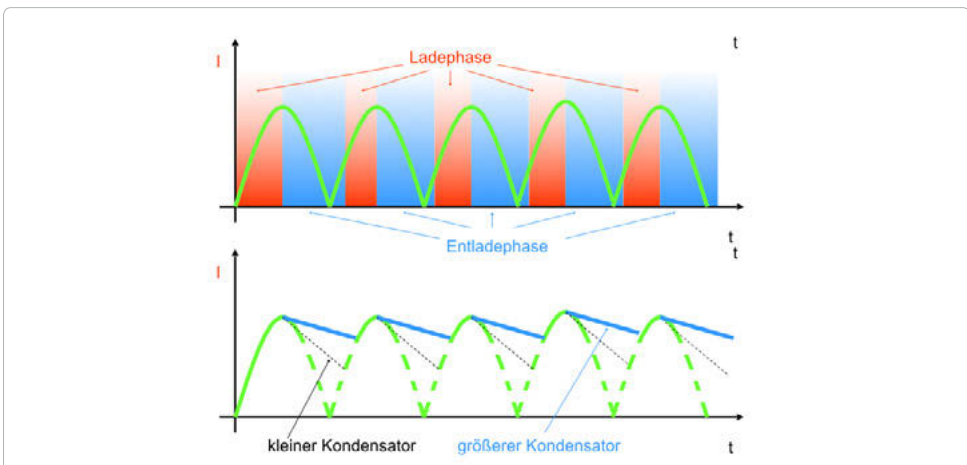 t
I
Ladephase
Entladephase
t
t
I
kleiner Kondensator
größerer Kondensator
t